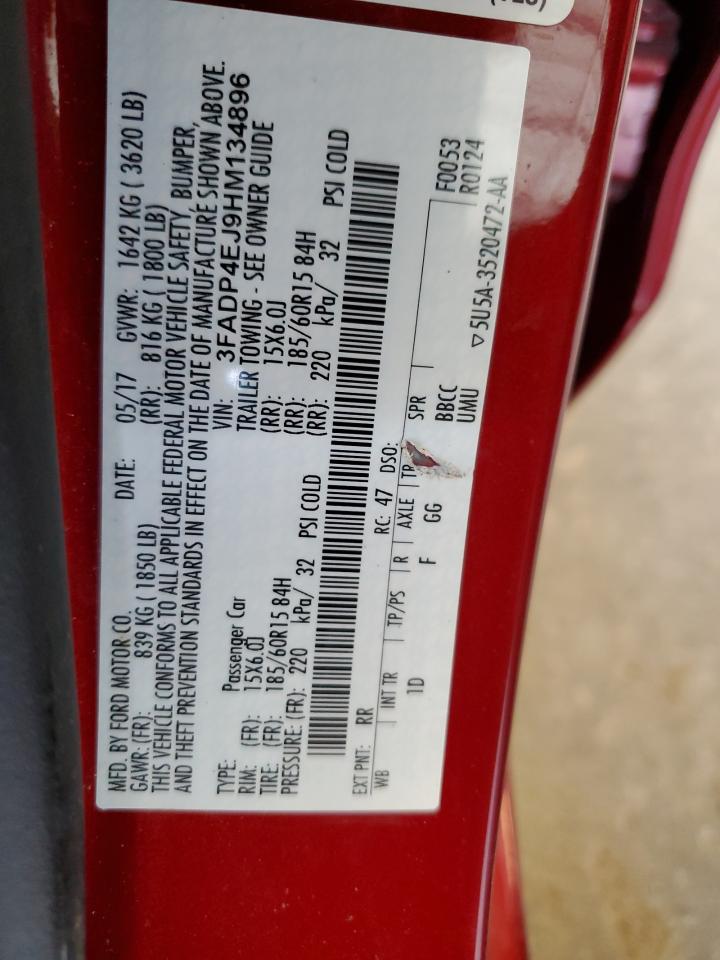 MFD. BY FORD MOTOR CO. DATE: 05/17 GVWR: 1642 KG ( 3620 LB)
GAWR: (FR): 839 KG ( 1850 LB) (RR): 816 KG ( 1800 LB)
THIS VEHICLE CONFORMS TO ALL APPLICABLE FEDERAL MOTOR VEHICLE SAFETY, BUMPER,
AND THEFT PREVENTION STANDARDS IN EFFECT ON THE DATE OF MANUFACTURE SHOWN ABOVE.
VIN: 3FADP4EJ9HM134896
TYPE: Passenger Car TRAILER TOWING - SEE OWNER GUIDE
RIM: (FR): 15X6.0J (RR): 15X6.0J
TIRE: (FR): 185/60R15 84H (RR): 185/60R15 84H
PRESSURE: (FR): 220 kPa/ 32 PSI COLD (RR): 220 kPa/ 32 PSI COLD
EXT PNT: RR RC: 47 DSO: F0053
WB INT TR TP/PS R AXLE TR SPR R0124
1D F GG BBCC
UMU
▽5U5A-3520472-AA